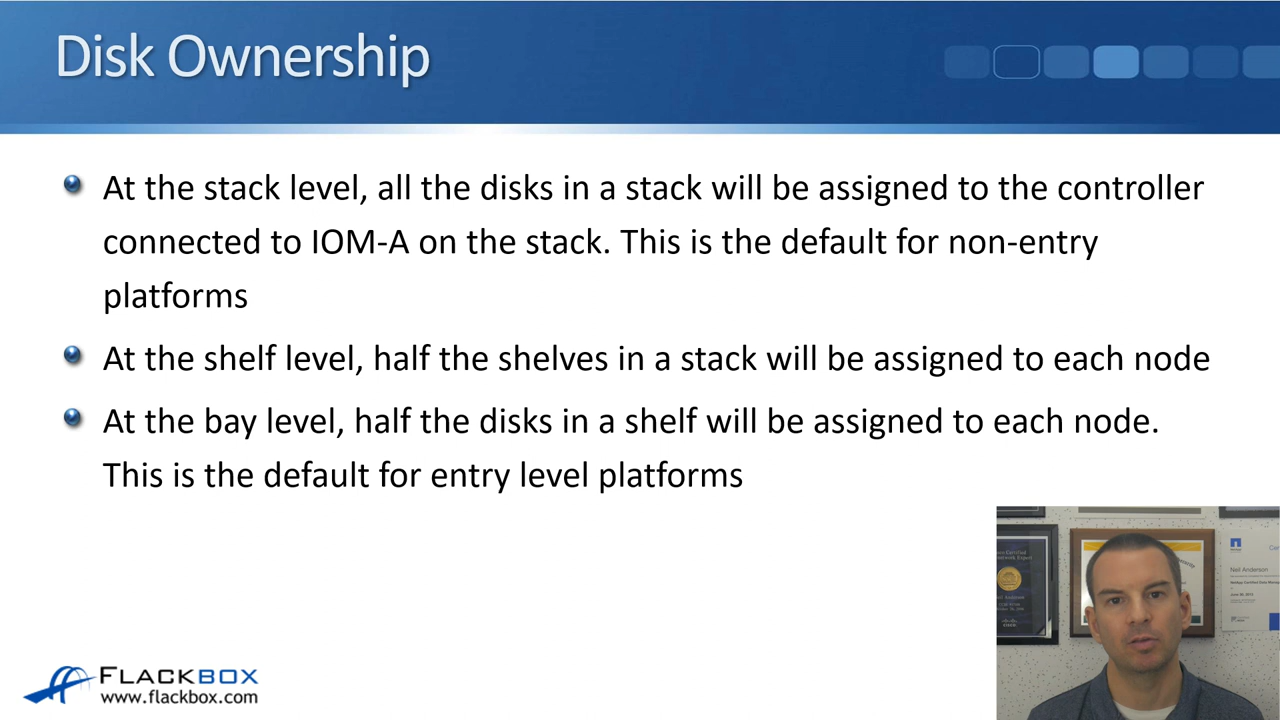 Disk Ownership
At the stack level, all the disks in a stack will be assigned to the controller
connected to IOM-A on the stack. This is the default for non-entry
platforms
At the shelf level, half the shelves in a stack will be assigned to each node
At the bay level, half the disks in a shelf will be assigned to each node.
This is the default for entry level platforms
Neil Anderson
FLACKBOX
www.flackbox.com